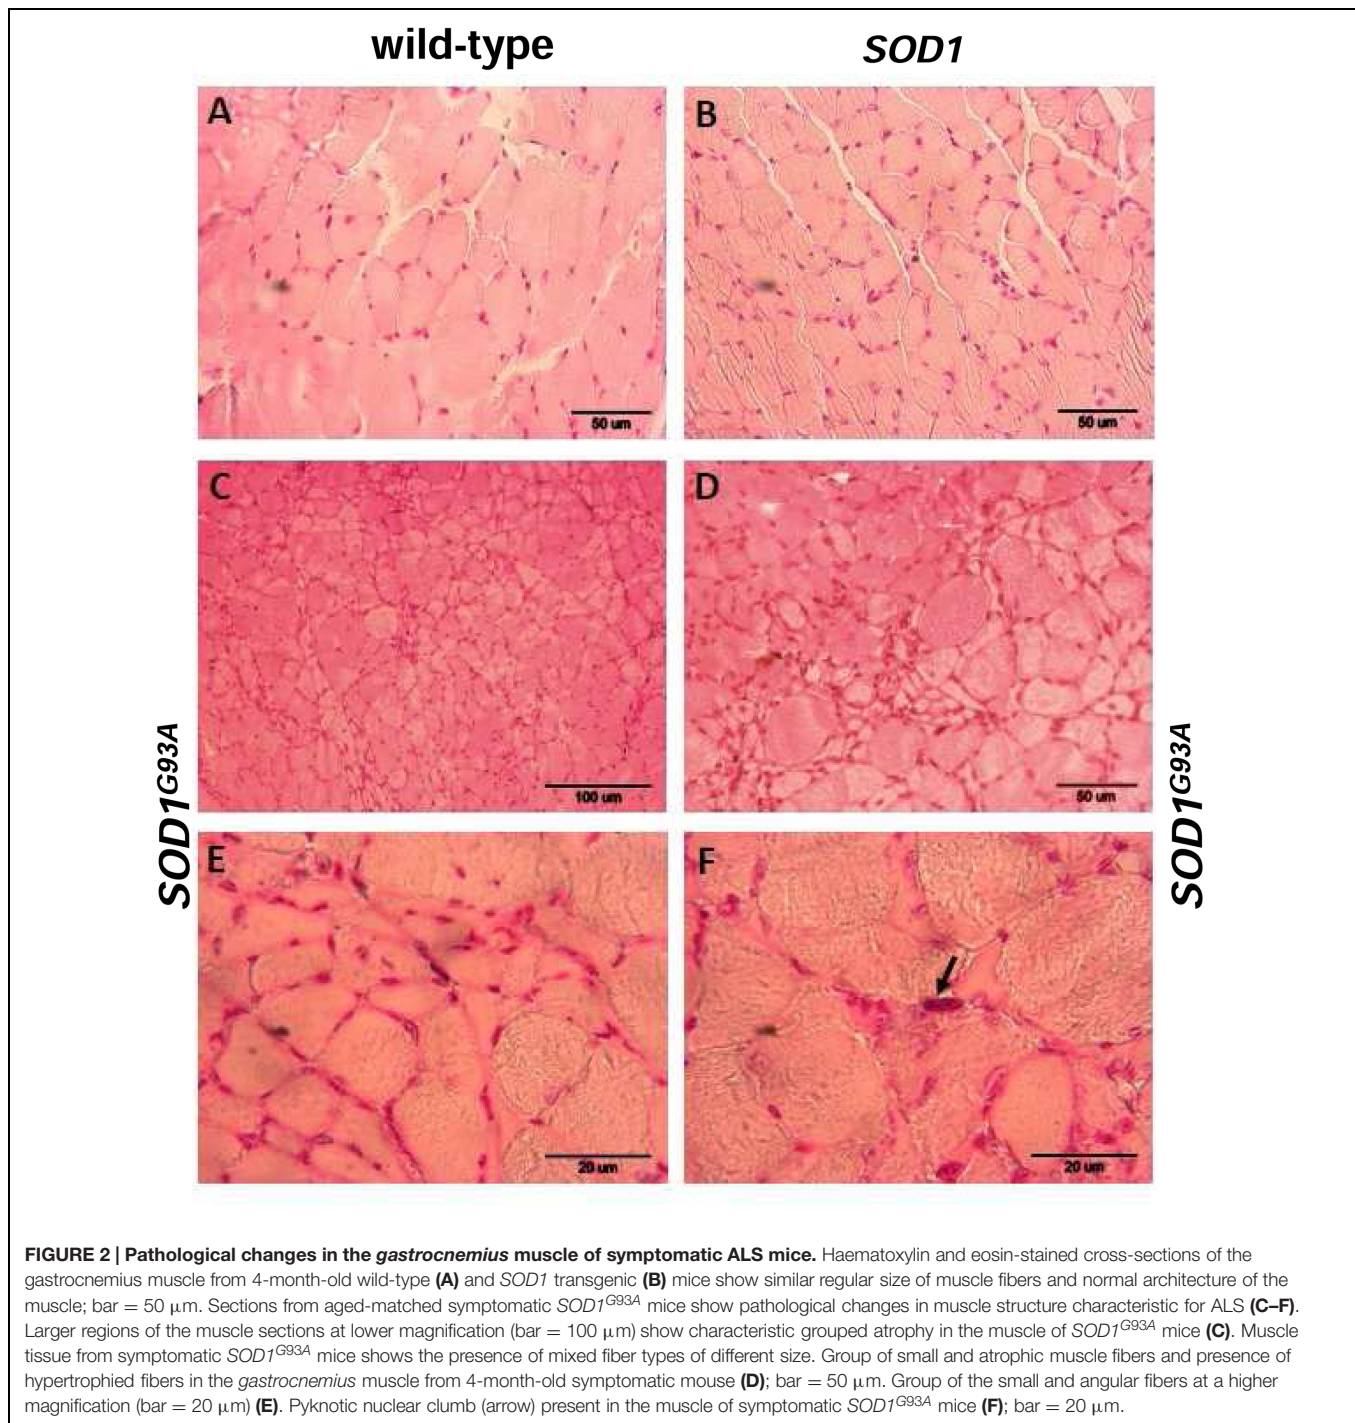 wild-type
SOD1
A
B
50 um
50 um
C
D
100 um
50 um
SOD1G93A
SOD1G93A
E
F
20 um
20 um
FIGURE 2 | Pathological changes in the gastrocnemius muscle of symptomatic ALS mice. Haematoxylin and eosin-stained cross-sections of the
gastrocnemius muscle from 4-month-old wild-type (A) and SOD1 transgenic (B) mice show similar regular size of muscle fibers and normal architecture of the
muscle; bar = 50 μm. Sections from aged-matched symptomatic SOD1G93A mice show pathological changes in muscle structure characteristic for ALS (C–F).
Larger regions of the muscle sections at lower magnification (bar = 100 μm) show characteristic grouped atrophy in the muscle of SOD1G93A mice (C). Muscle
tissue from symptomatic SOD1G93A mice shows the presence of mixed fiber types of different size. Group of small and atrophic muscle fibers and presence of
hypertrophied fibers in the gastrocnemius muscle from 4-month-old symptomatic mouse (D); bar = 50 μm. Group of the small and angular fibers at a higher
magnification (bar = 20 μm) (E). Pyknotic nuclear clumb (arrow) present in the muscle of symptomatic SOD1G93A mice (F); bar = 20 μm.